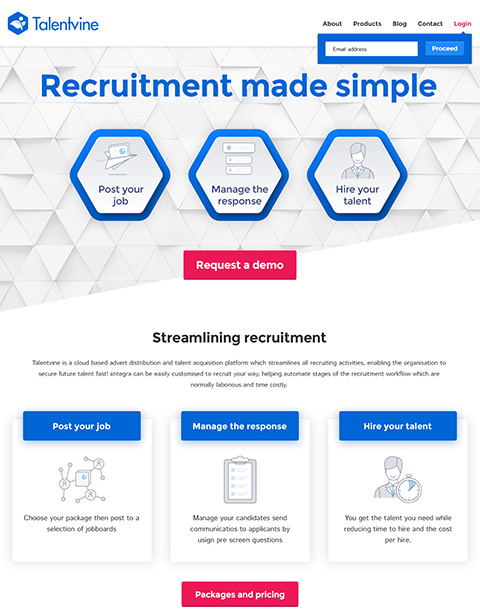 Talentvine
About Products Blog Contact Login
Email address Proceed
Recruitment made simple
Post your
job
Manage the
response
Hire your
talent
Request a demo
Streamlining recruitment
Talentvine is a cloud based advert distribution and talent acquisition platform which streamlines all recruiting activities, enabling the organisation to
secure future talent fast! iintegra can be easily customised to recruit your way, helping automate stages of the recruitment workflow which are
normally laborious and time costly.
Post your job
Manage the response
Hire your talent
Choose your package then post to a
selection of jobboards
Manage your candidates send
communicatios to applicants by
usign pre screen questions
You get the talent you need while
reducing time to hire and the cost
per hire.
Packages and pricing